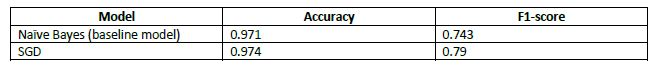 Model Accuracy F1-score
Naïve Bayes (baseline model) 0.971 0.743
SGD 0.974 0.79